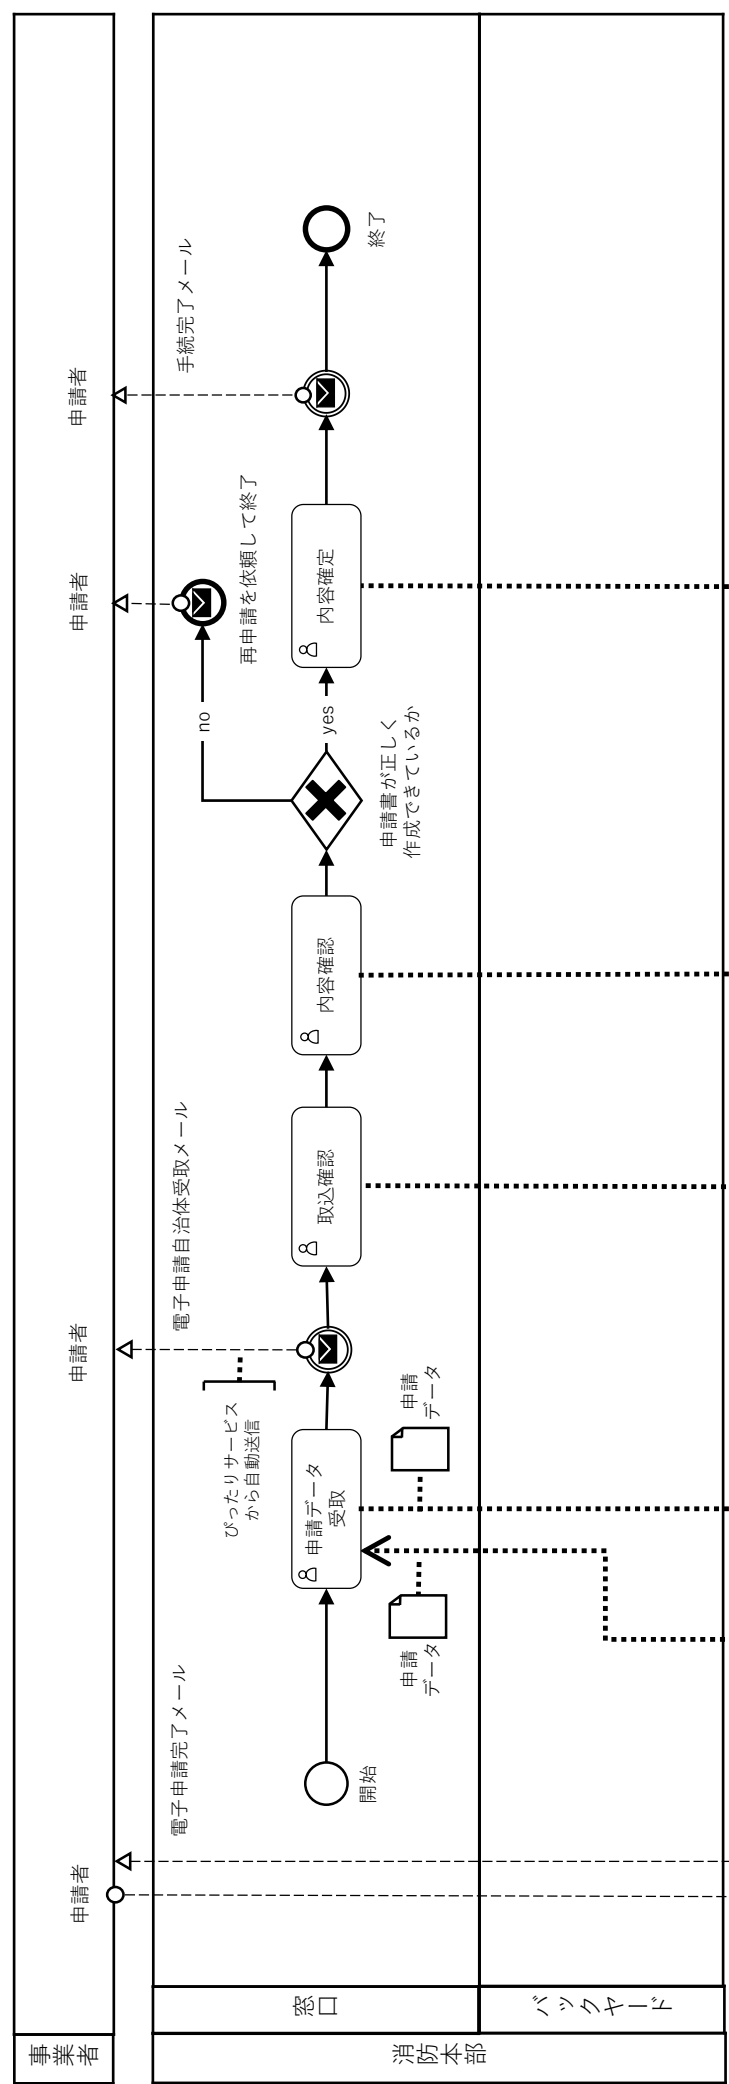 事業者
消防本部
窓口
バックヤード
申請者
電子申請完了メール
開始
申請データ
受取
申請
データ
申請
データ
ぴったりサービス
から自動送信
申請者
電子申請自治体受取メール
取込確認
内容確認
申請書が正しく
作成できているか
no
yes
申請者
再申請を依頼して終了
内容確定
申請者
手続完了メール
終了